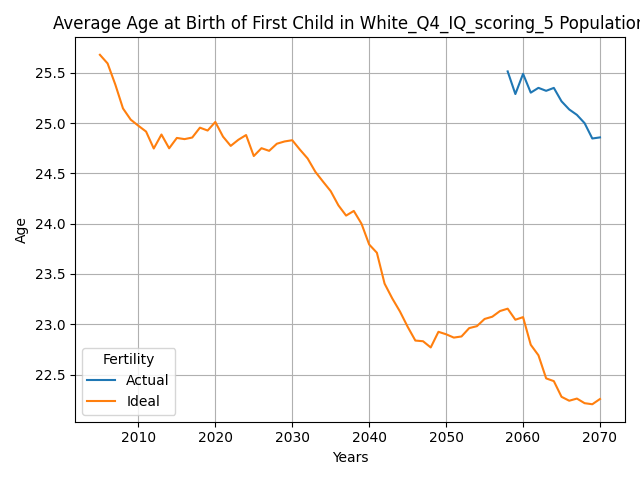 Average Age at Birth of First Child in White_Q4_IQ_scoring_5 Population
25.5
25.0
24.5
24.0
23.5
23.0
22.5
Age
Fertility
Actual
Ideal
2010 2020 2030 2040 2050 2060 2070
Years